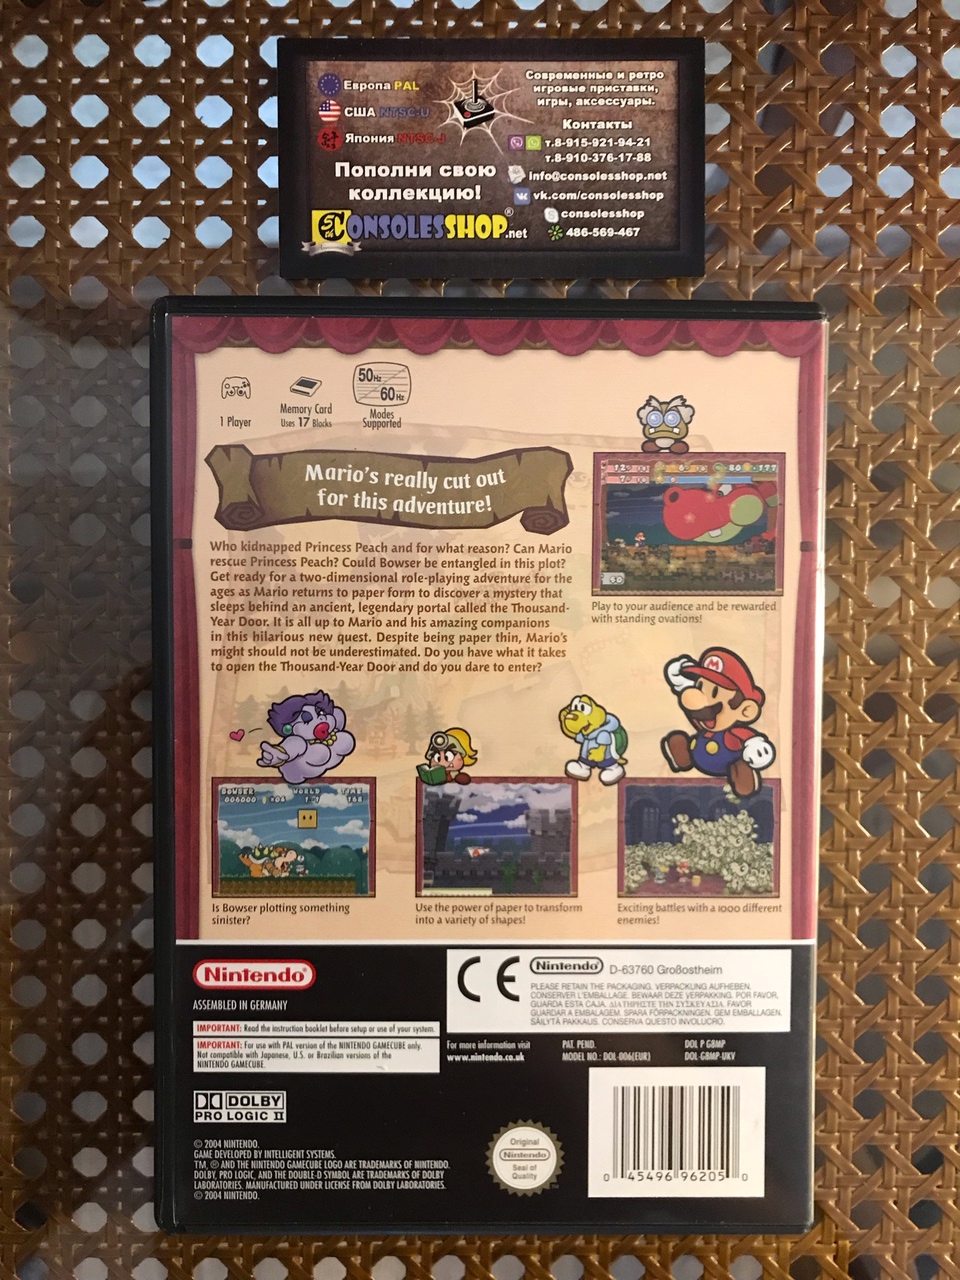 Европа PAL
США NTSC-U
Япония NTSC-J
Пополни свою
коллекцию!
CONSOLESSHOP.net
Современные и ретро
игровые приставки,
игры, аксессуары.
Контакты
т.8-915-921-94-21
т.8-910-376-17-88
info@consolesshop.net
vk.com/consolesshop
consolesshop
486-569-467
1 Player
Memory Card
Uses 17 Blocks
50Hz
60Hz
Modes
Supported
Mario's really cut out
for this adventure!
Who kidnapped Princess Peach and for what reason? Can Mario
rescue Princess Peach? Could Bowser be entangled in this plot?
Get ready for a two-dimensional role-playing adventure for the
ages as Mario returns to paper form to discover a mystery that
sleeps behind an ancient, legendary portal called the Thousand-
Year Door. It is all up to Mario and his amazing companions
in this hilarious new quest. Despite being paper thin, Mario's
might should not be underestimated. Do you have what it takes
to open the Thousand-Year Door and do you dare to enter?
Play to your audience and be rewarded
with standing ovations!
BOWSER WORLD TIME
Is Bowser plotting something
sinister?
Use the power of paper to transform
into a variety of shapes!
Exciting battles with a 1000 different
enemies!
Nintendo®
ASSEMBLED IN GERMANY
IMPORTANT: Read the instruction booklet before setup or use of your system.
IMPORTANT: For use with PAL version of the NINTENDO GAMECUBE only.
Not compatible with Japanese, U.S. or Brazilian versions of the
NINTENDO GAMECUBE.
CE Nintendo® D-63760 Großostheim
PLEASE RETAIN THE PACKAGING. VERPACKUNG AUFHEBEN.
CONSERVER L'EMBALLAGE. BEWAAR DEZE VERPAKKING. POR FAVOR,
GUARDA ESTA CAJA. ΔΙΑΤΗΡΗΣΤΕ ΤΗΝ ΣΥΣΚΕΥΑΣΙΑ. FAVOR
GUARDAR A EMBALAGEM. SPARA FÖRPACKNINGEN. GEM EMBALLAGEN.
SÄILYTÄ PAKKAUS. CONSERVA QUESTO INVOLUCRO.
For more information visit
www.nintendo.co.uk
PAT. PEND.
MODEL NO.: DOL-006(EUR)
DOL P G8MP
DOL-G8MP-UKV
DOLBY
PRO LOGIC II
© 2004 NINTENDO.
GAME DEVELOPED BY INTELLIGENT SYSTEMS.
TM, ® AND THE NINTENDO GAMECUBE LOGO ARE TRADEMARKS OF NINTENDO.
DOLBY, PRO LOGIC, AND THE DOUBLE-D SYMBOL ARE TRADEMARKS OF DOLBY
LABORATORIES. MANUFACTURED UNDER LICENSE FROM DOLBY LABORATORIES.
© 2004 NINTENDO.
Original
Nintendo
Seal of
Quality
0 45496 96205 0